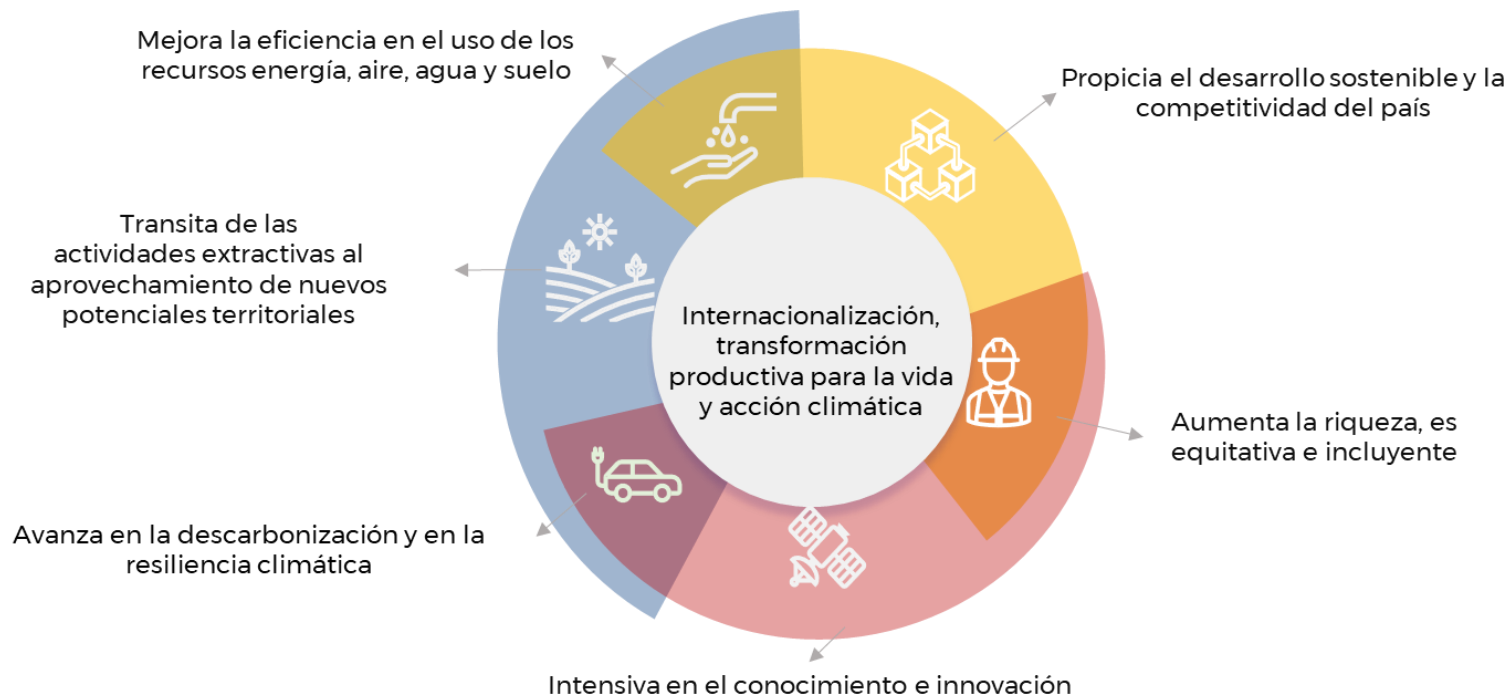 Mejora la eficiencia en el uso de los
recursos energía, aire, agua y suelo
Propicia el desarrollo sostenible y la
competitividad del país
Transita de las
actividades extractivas al
aprovechamiento de nuevos
potenciales territoriales
Internacionalización,
transformación
productiva para la vida
y acción climática
Aumenta la riqueza, es
equitativa e incluyente
Avanza en la descarbonización y en la
resiliencia climática
Intensiva en el conocimiento e innovación